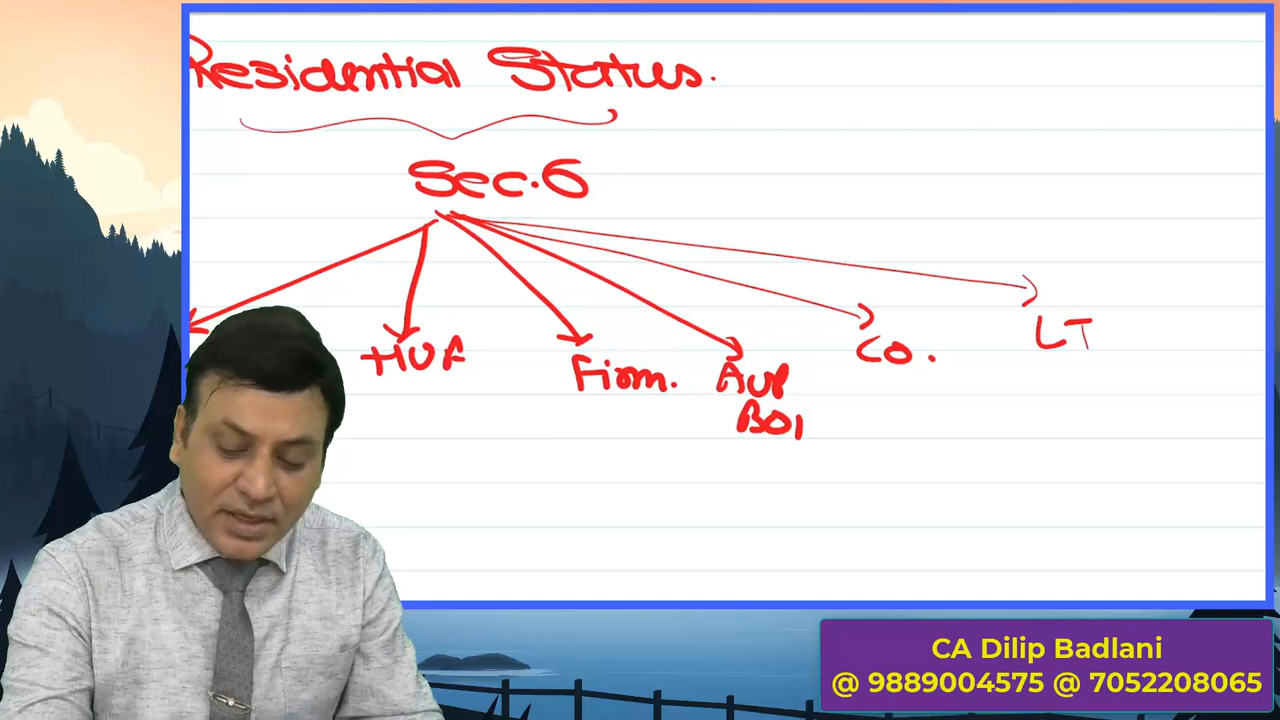 Residential Status.
Sec. 6
HUF
Firm.
AOP
BOI
Co.
LT
CA Dilip Badlani
@ 9889004575 @ 7052208065